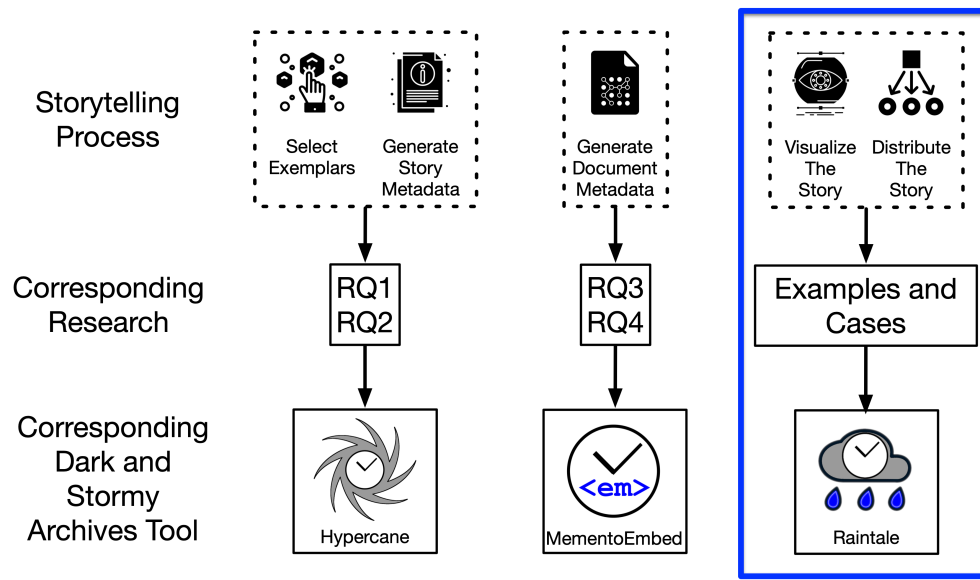 Storytelling
Process
Select
Exemplars
Generate
Story
Metadata
Generate
Document
Metadata
Visualize
The
Story
Distribute
The
Story
Corresponding
Research
RQ1
RQ2
RQ3
RQ4
Examples and
Cases
Corresponding
Dark and
Stormy
Archives Tool
Hypercane
<em>
MementoEmbed
Raintale